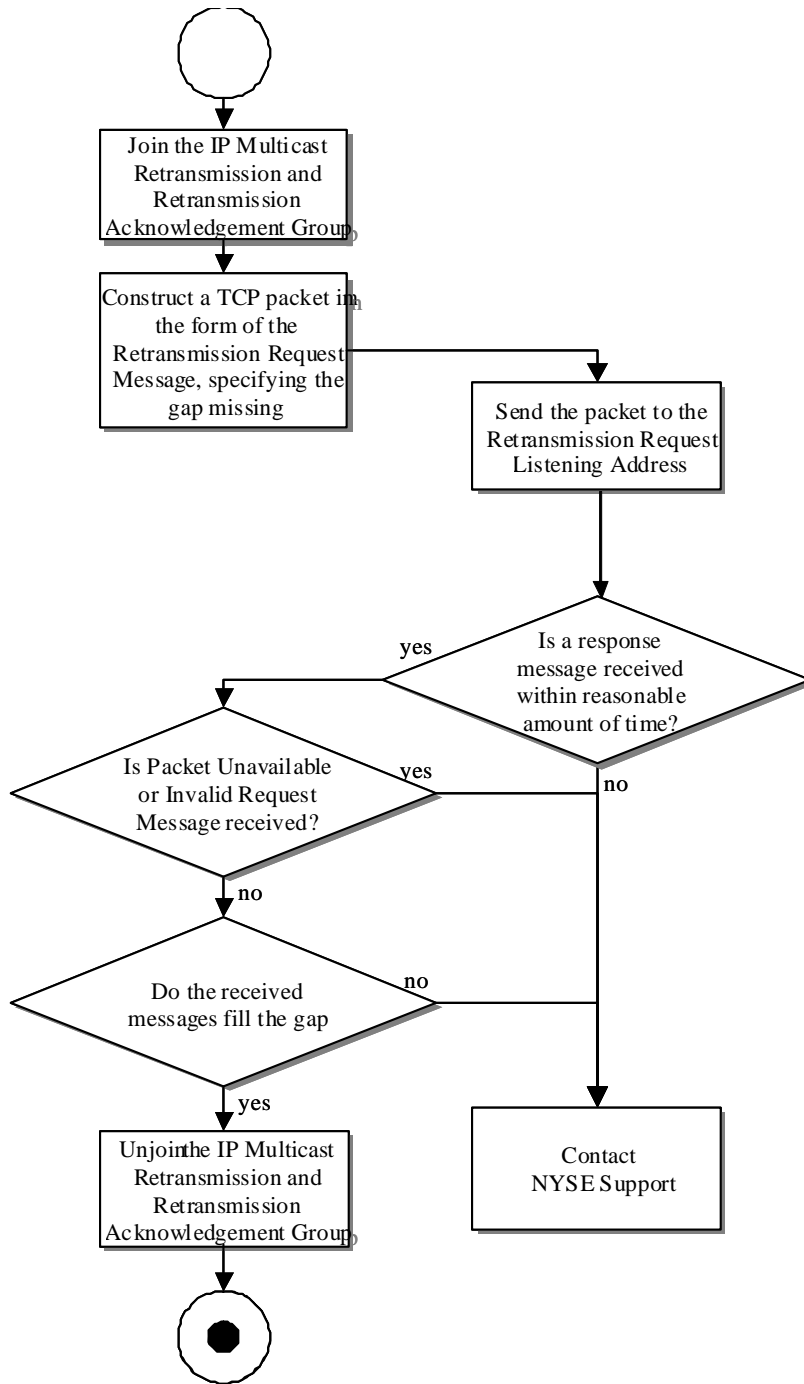 Join the IP Multicast
Retransmission and
Retransmission
Acknowledgement Group
Construct a TCP packet in
the form of the
Retransmission Request
Message, specifying the
gap missing
Send the packet to the
Retransmission Request
Listening Address
Is a response
message received
within reasonable
amount of time?
yes
no
Is Packet Unavailable
or Invalid Request
Message received?
yes
no
Do the received
messages fill the gap
no
yes
Unjointhe IP Multicast
Retransmission and
Retransmission
Acknowledgement Group
Contact
NYSE Support